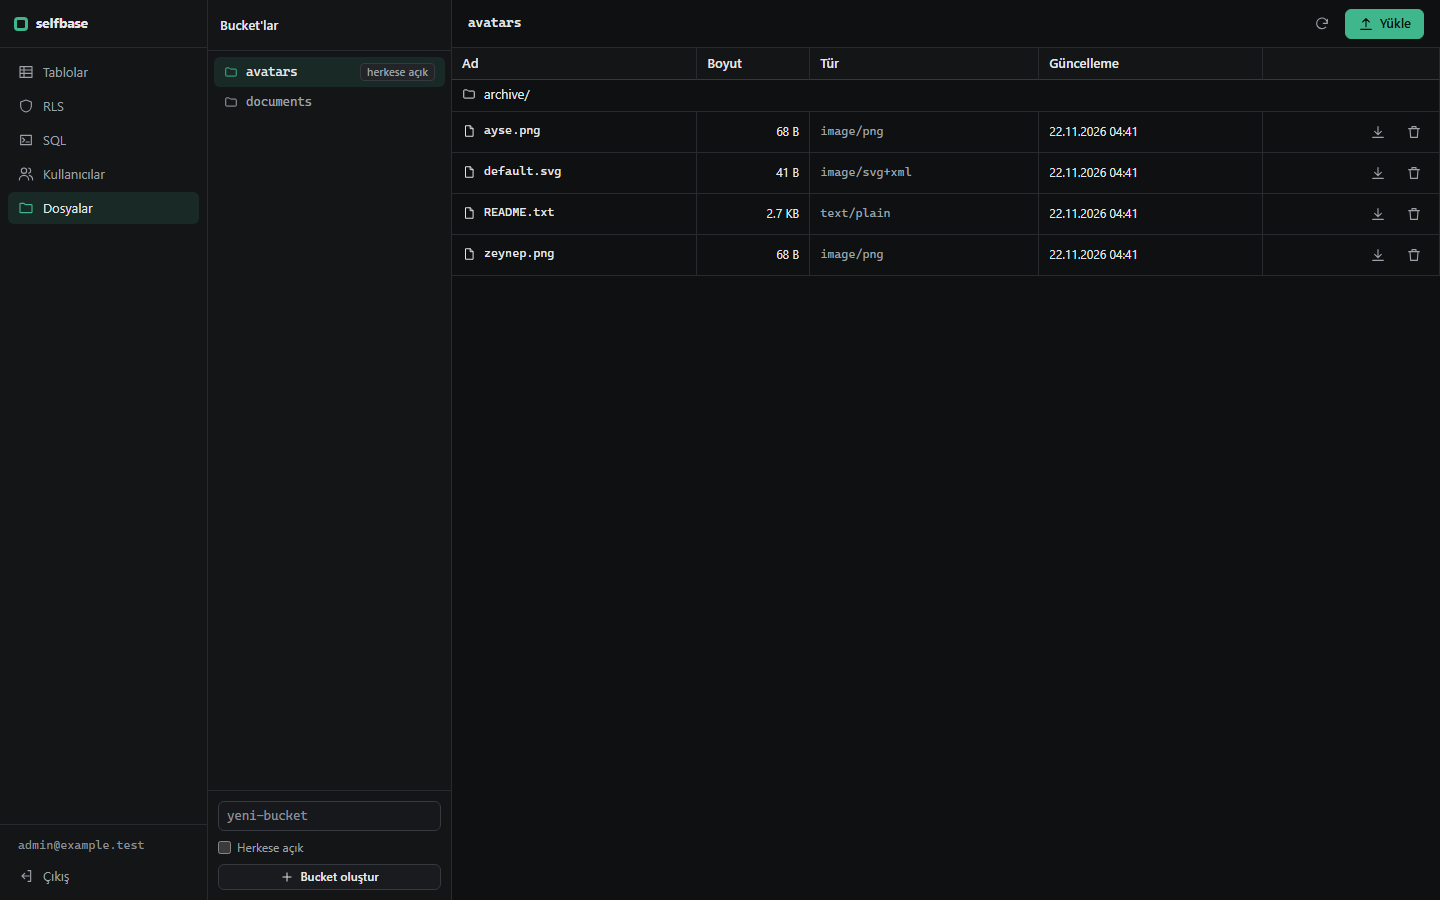 selfbase
Tablolar
RLS
SQL
Kullanıcılar
Dosyalar
admin@example.test
Çıkış
Bucket'lar
avatars herkese açık
documents
yeni-bucket
Herkese açık
Bucket oluştur
avatars Yükle
Ad Boyut Tür Güncelleme
archive/
ayse.png 68 B image/png 22.11.2026 04:41
default.svg 41 B image/svg+xml 22.11.2026 04:41
README.txt 2.7 KB text/plain 22.11.2026 04:41
zeynep.png 68 B image/png 22.11.2026 04:41